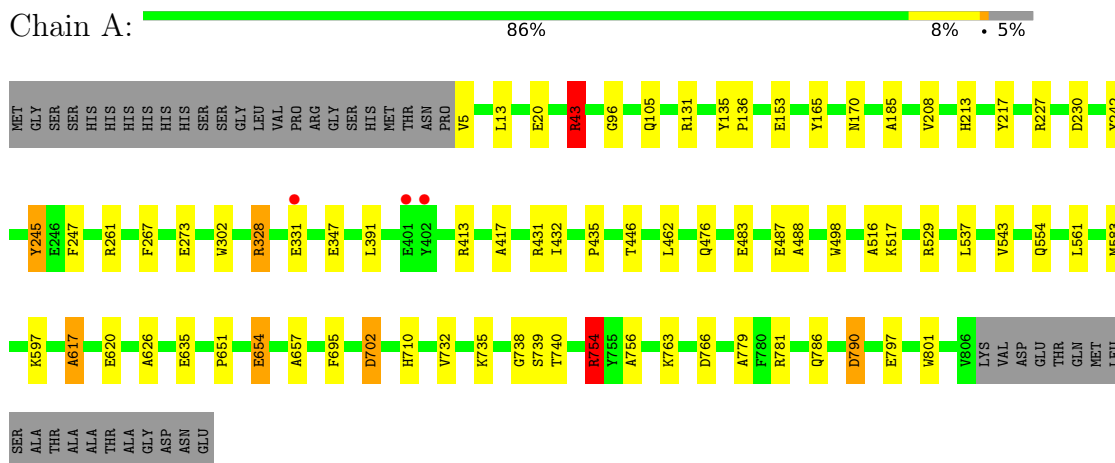 Chain A:
86% 8% • 5%
MET GLY SER SER HIS HIS HIS HIS HIS HIS SER SER GLY LEU VAL PRO ARG GLY SER HIS MET THR ASN PRO V5 L13 E20 R43 G96 Q105 R131 Y135 P136 E153 Y165 N170 A185 V208 H213 Y217 R227 D230
Y245 E246 F247 R261 F267 E273 W302 R328 E331 E347 L391 E401 Y402 R413 A417 R431 I432 P435 T446 L462 Q476 E483 E487 A488 W498 A516 K517 R529 L537 V543 Q554 L561
K597 A617 E620 A626 E635 P651 E654 A657 F695 D702 H710 V732 K735 G738 S739 T740 R754 Y755 A756 K763 D766 A779 F780 R781 Q786 D790 E797 W801 V806 LYS VAL ASP GLU THR GLN MET LEU
SER ALA THR ALA ALA THR ALA GLY ASP ASN GLU